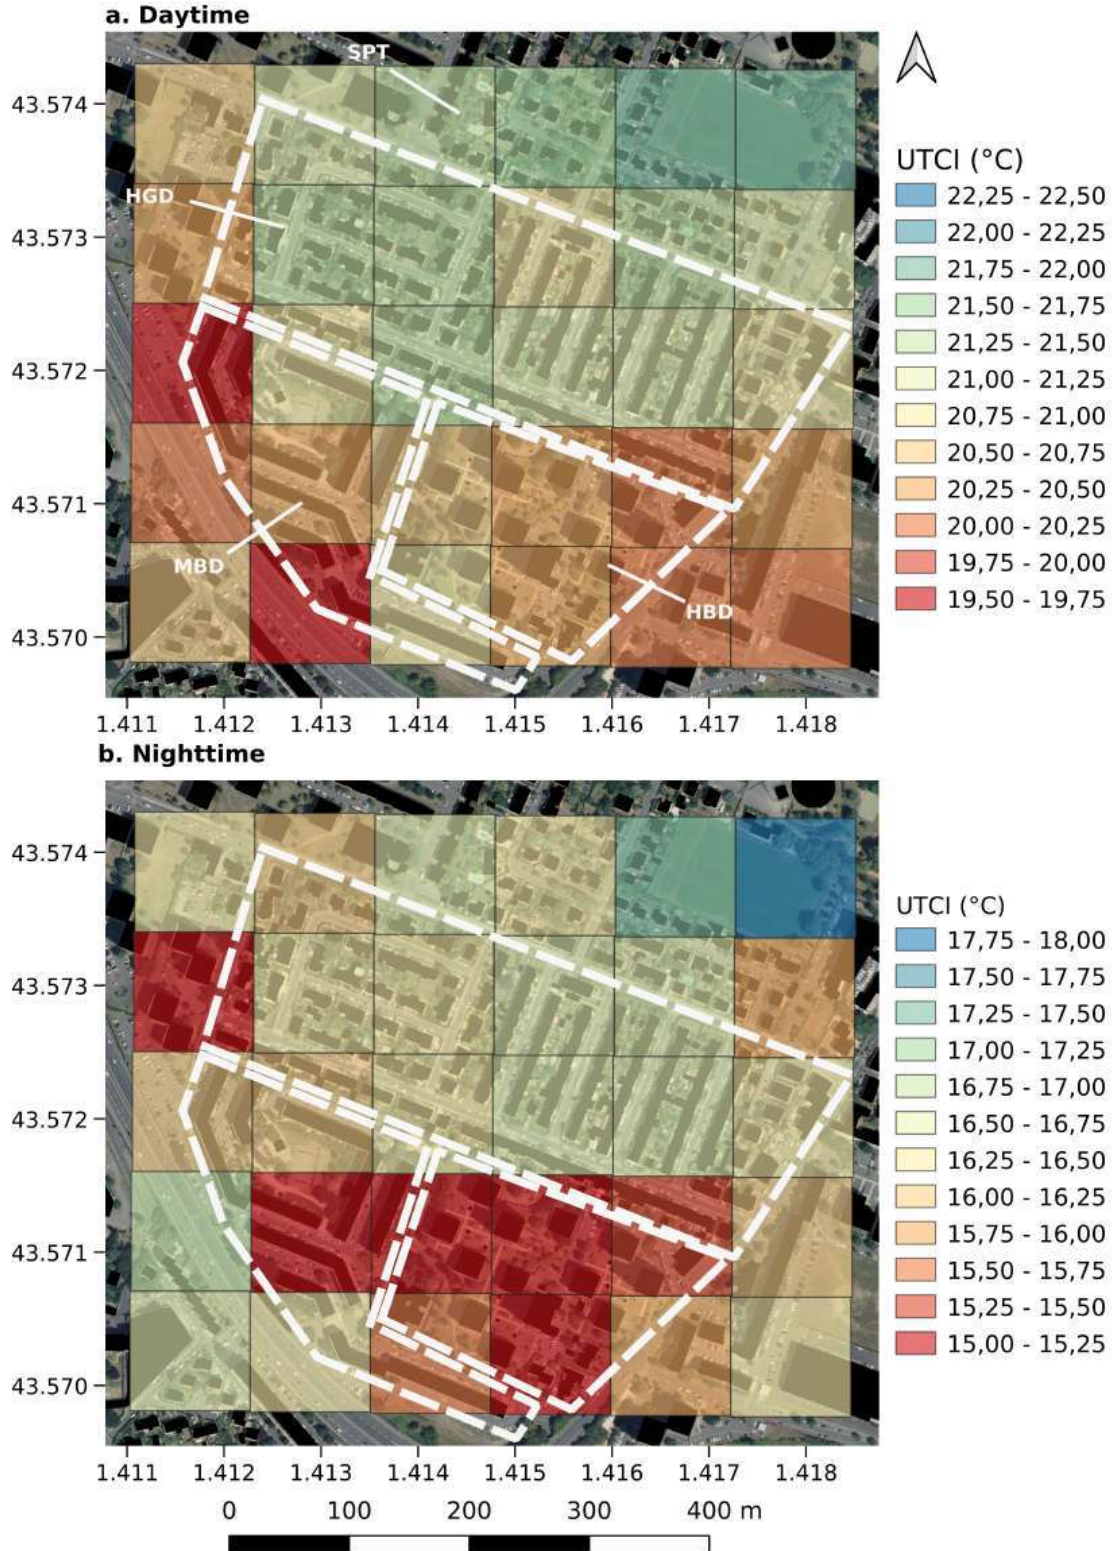 a. Daytime
SPT
43.574
HGD
43.573
43.572
43.571
MBD
HBD
43.570
1.411 1.412 1.413 1.414 1.415 1.416 1.417 1.418
UTCI (°C)
22,25 - 22,50
22,00 - 22,25
21,75 - 22,00
21,50 - 21,75
21,25 - 21,50
21,00 - 21,25
20,75 - 21,00
20,50 - 20,75
20,25 - 20,50
20,00 - 20,25
19,75 - 20,00
19,50 - 19,75
b. Nighttime
43.574
43.573
43.572
43.571
43.570
1.411 1.412 1.413 1.414 1.415 1.416 1.417 1.418
UTCI (°C)
17,75 - 18,00
17,50 - 17,75
17,25 - 17,50
17,00 - 17,25
16,75 - 17,00
16,50 - 16,75
16,25 - 16,50
16,00 - 16,25
15,75 - 16,00
15,50 - 15,75
15,25 - 15,50
15,00 - 15,25
0 100 200 300 400 m